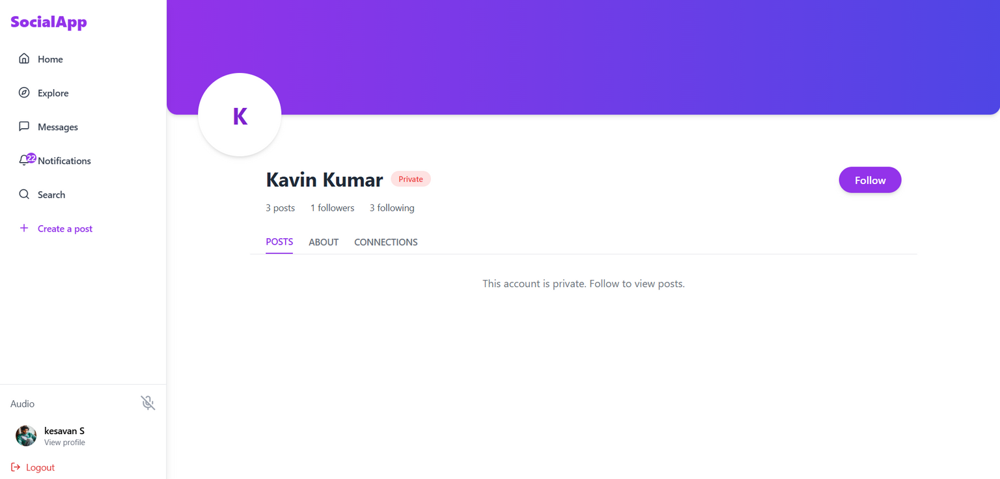 SocialApp
Home
Explore
Messages
22 Notifications
Search
Create a post
Audio
kesavan S
View profile
Logout
K
Kavin Kumar Private
Follow
3 posts 1 followers 3 following
POSTS ABOUT CONNECTIONS
This account is private. Follow to view posts.